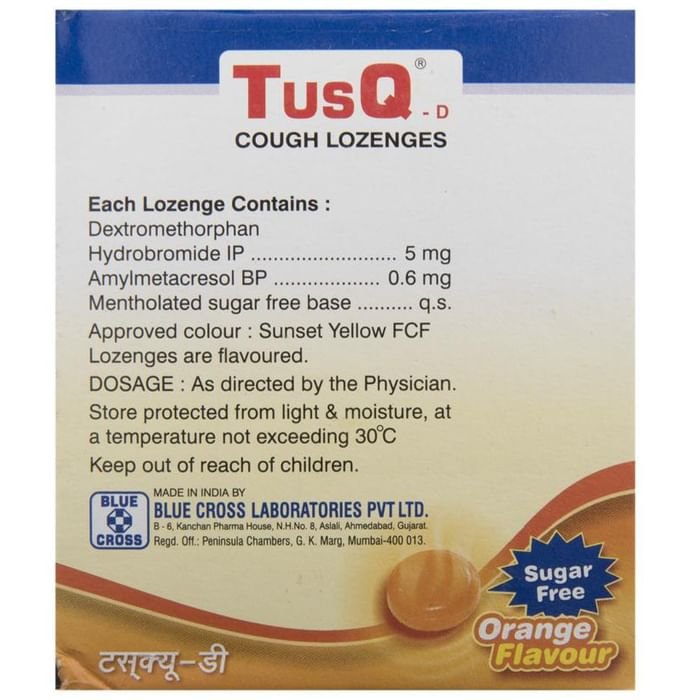 TusQ® - D
COUGH LOZENGES
Each Lozenge Contains :
Dextromethorphan
Hydrobromide IP .......................... 5 mg
Amylmetacresol BP ................... 0.6 mg
Mentholated sugar free base .......... q.s.
Approved colour : Sunset Yellow FCF
Lozenges are flavoured.
DOSAGE : As directed by the Physician.
Store protected from light & moisture, at
a temperature not exceeding 30°C
Keep out of reach of children.
BLUE
CROSS
MADE IN INDIA BY
BLUE CROSS LABORATORIES PVT LTD.
B - 6, Kanchan Pharma House, N.H.No. 8, Aslali, Ahmedabad, Gujarat.
Regd. Off.: Peninsula Chambers, G. K. Marg, Mumbai-400 013.
Sugar
Free
Orange
Flavour
टस्क्यू-डी